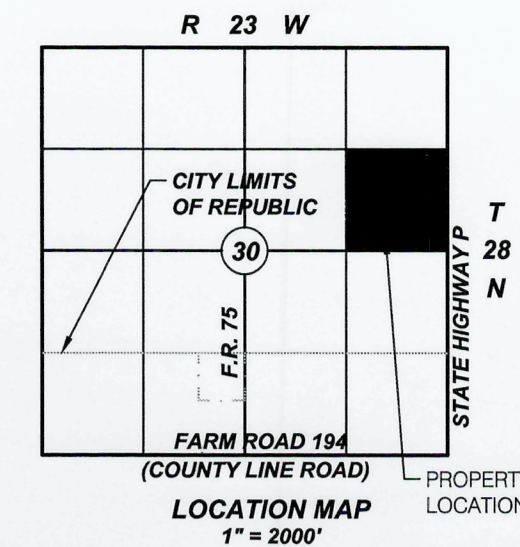 R 23 W
CITY LIMITS
OF REPUBLIC
30
T
28
N
STATE HIGHWAY P
F.R. 75
FARM ROAD 194
(COUNTY LINE ROAD)
PROPERT
LOCATION
LOCATION MAP
1" = 2000'